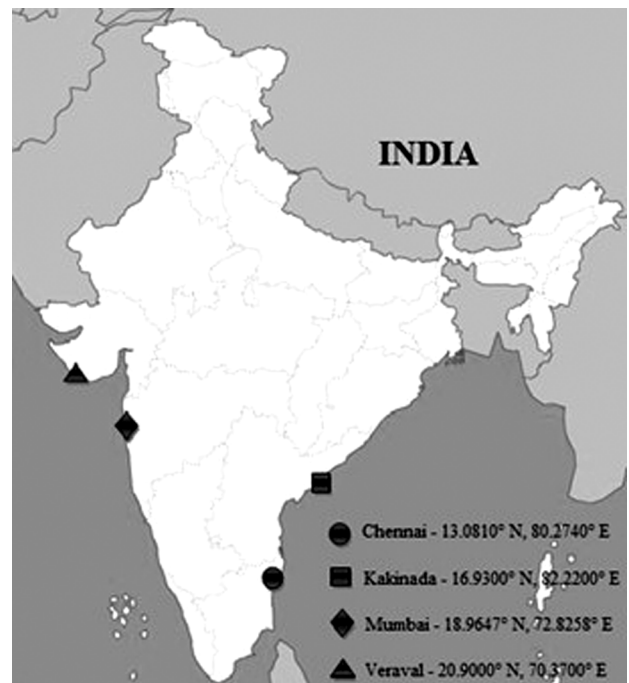 INDIA
Chennai - 13.0810° N, 80.2740° E
Kakinada - 16.9300° N, 82.2200° E
Mumbai - 18.9647° N, 72.8258° E
Veraval - 20.9000° N, 70.3700° E